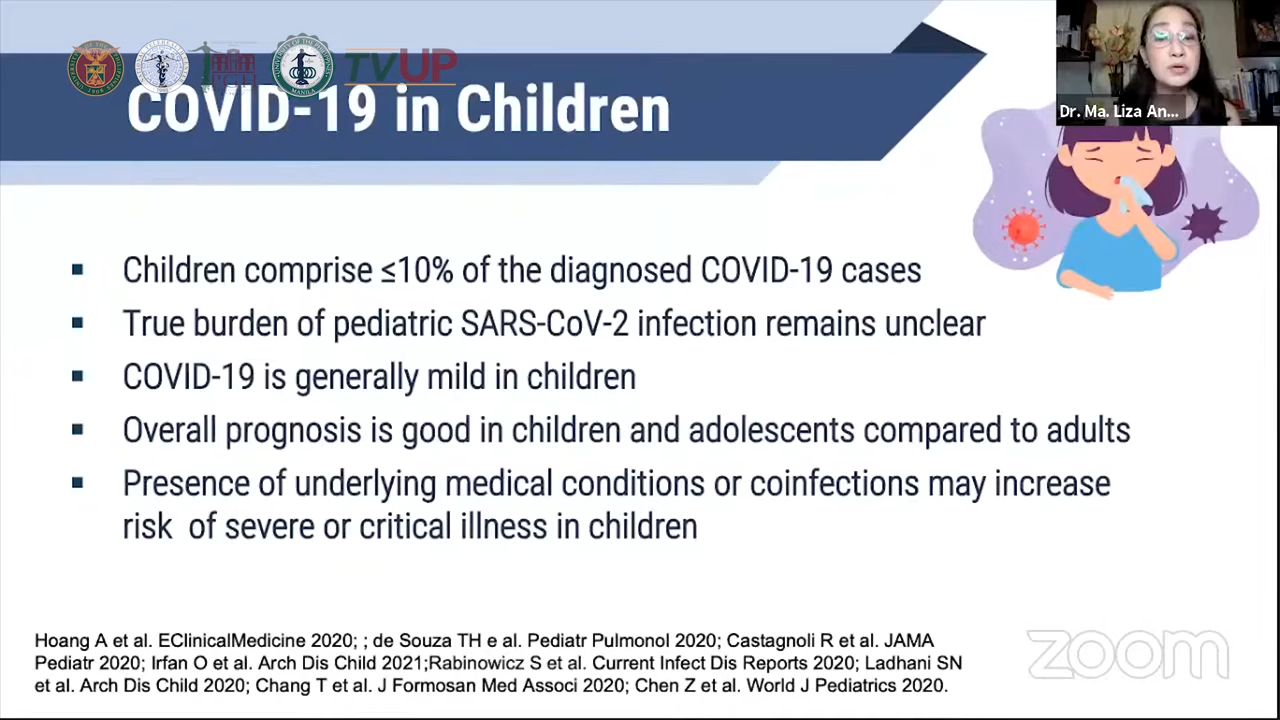 TVUP
COVID-19 in Children
Dr. Ma. Liza An...
▪ Children comprise ≤10% of the diagnosed COVID-19 cases
▪ True burden of pediatric SARS-CoV-2 infection remains unclear
▪ COVID-19 is generally mild in children
▪ Overall prognosis is good in children and adolescents compared to adults
▪ Presence of underlying medical conditions or coinfections may increase
risk of severe or critical illness in children
Hoang A et al. EClinicalMedicine 2020; ; de Souza TH e al. Pediatr Pulmonol 2020; Castagnoli R et al. JAMA
Pediatr 2020; Irfan O et al. Arch Dis Child 2021;Rabinowicz S et al. Current Infect Dis Reports 2020; Ladhani SN
et al. Arch Dis Child 2020; Chang T et al. J Formosan Med Associ 2020; Chen Z et al. World J Pediatrics 2020.
zoom